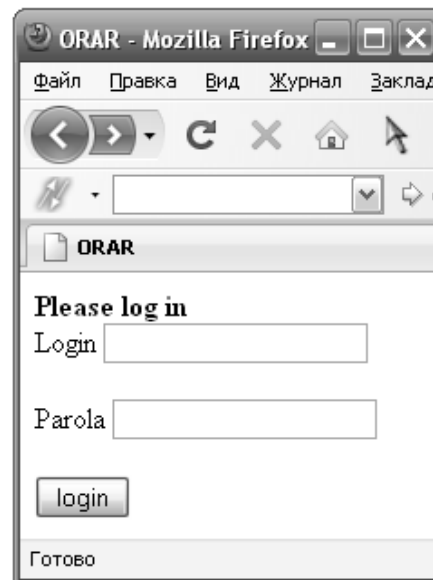 ORAR - Mozilla Firefox
Файл Правка Вид Журнал Заклад
ORAR
Please log in
Login
Parola
login
Готово